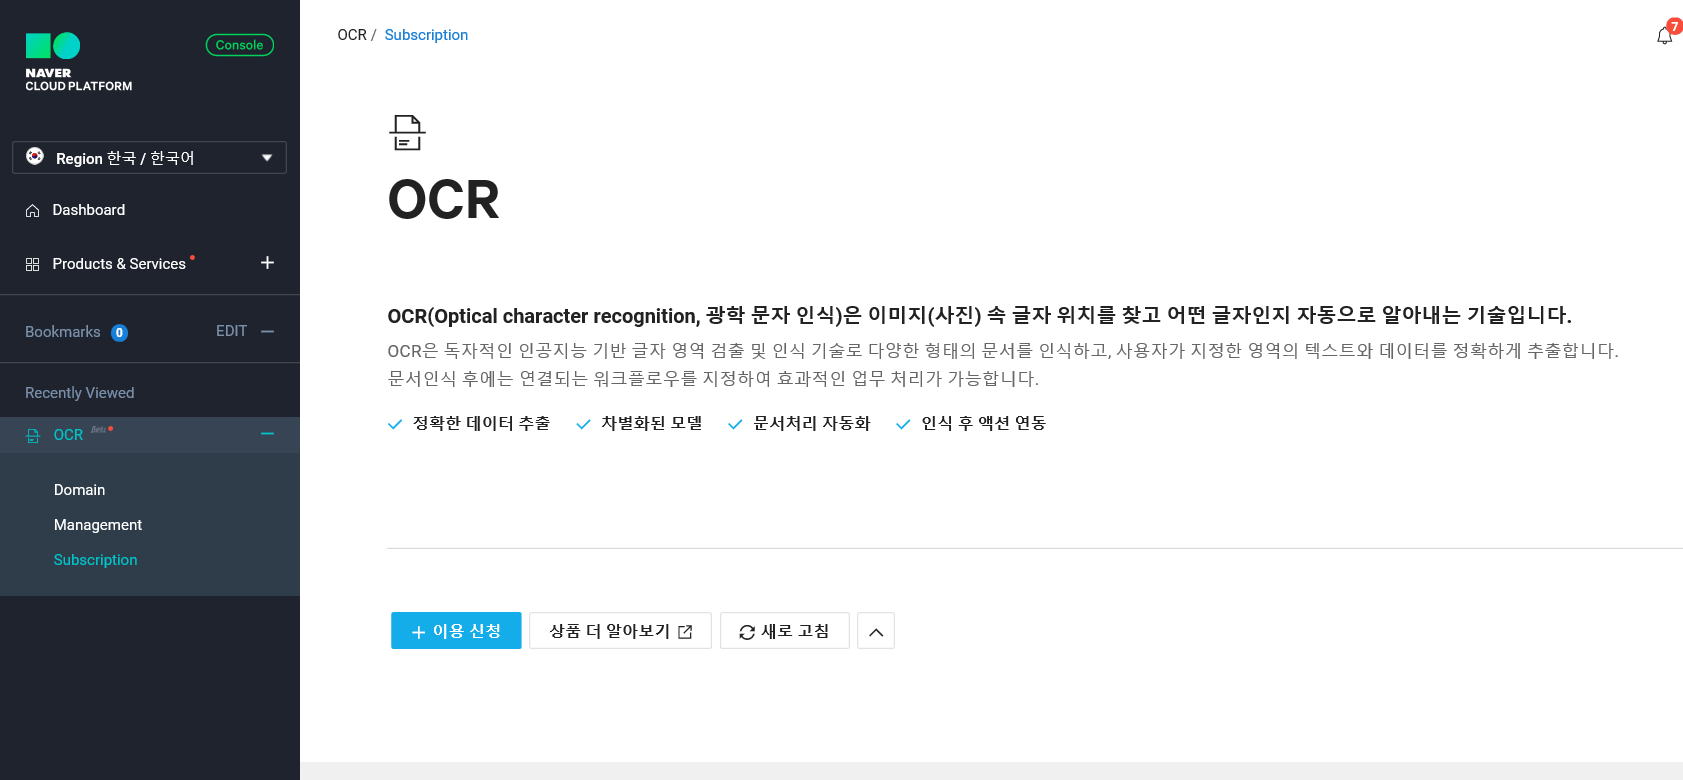 NAVER
CLOUD PLATFORM
Console
Region 한국 / 한국어
Dashboard
Products & Services
Bookmarks 0 EDIT
Recently Viewed
OCR Beta
Domain
Management
Subscription
OCR / Subscription
7
OCR
OCR(Optical character recognition, 광학 문자 인식)은 이미지(사진) 속 글자 위치를 찾고 어떤 글자인지 자동으로 알아내는 기술입니다.
OCR은 독자적인 인공지능 기반 글자 영역 검출 및 인식 기술로 다양한 형태의 문서를 인식하고, 사용자가 지정한 영역의 텍스트와 데이터를 정확하게 추출합니다.
문서인식 후에는 연결되는 워크플로우를 지정하여 효과적인 업무 처리가 가능합니다.
정확한 데이터 추출 차별화된 모델 문서처리 자동화 인식 후 액션 연동
이용 신청 상품 더 알아보기 새로 고침